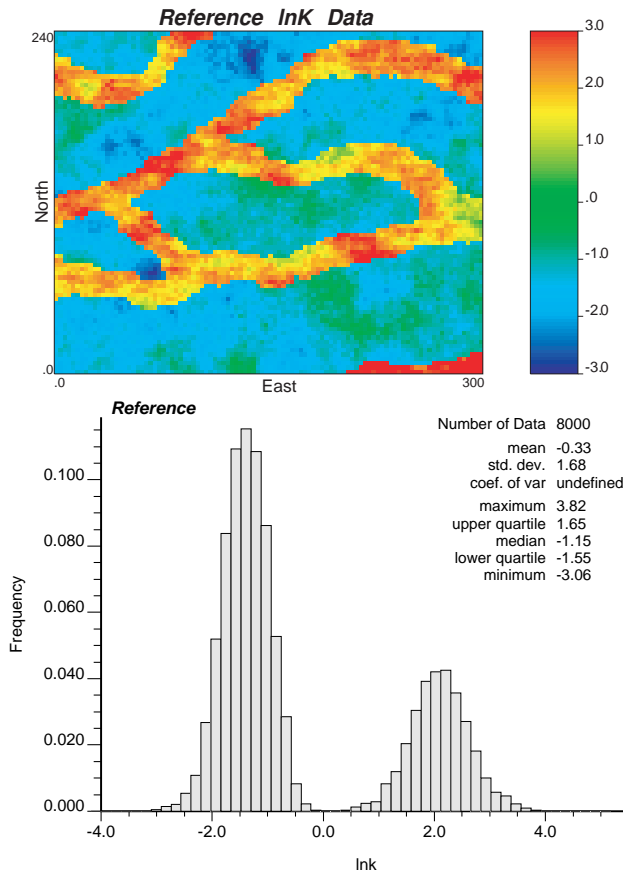 Reference lnK Data
240
North
.0
.0
East
300
3.0
2.0
1.0
.0
-1.0
-2.0
-3.0
Reference
Number of Data 8000
mean -0.33
std. dev. 1.68
coef. of var undefined
maximum 3.82
upper quartile 1.65
median -1.15
lower quartile -1.55
minimum -3.06
Frequency
0.100
0.080
0.060
0.040
0.020
0.000
-4.0
-2.0
0.0
2.0
4.0
lnk